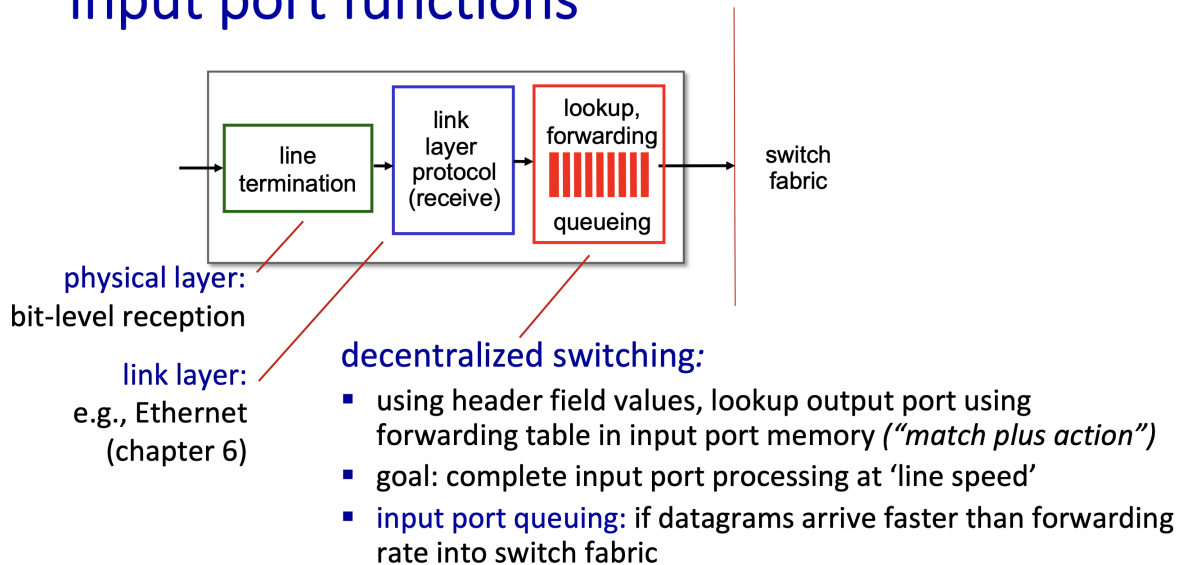 input port functions
line
termination
link
layer
protocol
(receive)
lookup,
forwarding
queueing
switch
fabric
physical layer:
bit-level reception
link layer:
e.g., Ethernet
(chapter 6)
decentralized switching:
▪ using header field values, lookup output port using
forwarding table in input port memory (“match plus action”)
▪ goal: complete input port processing at ‘line speed’
▪ input port queuing: if datagrams arrive faster than forwarding
rate into switch fabric